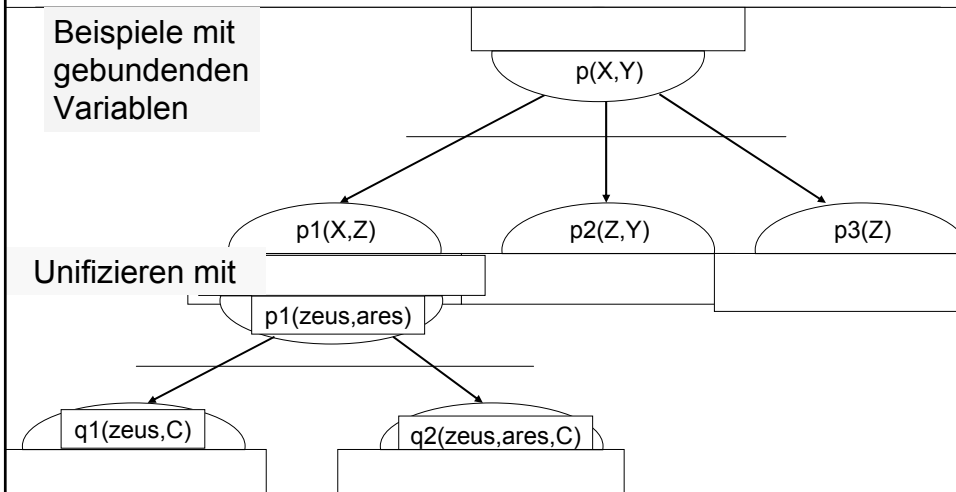 Beispiele mit
gebundenden
Variablen
p(X,Y)
p1(X,Z)
p2(Z,Y)
p3(Z)
Unifizieren mit
p1(zeus,ares)
q1(zeus,C)
q2(zeus,ares,C)